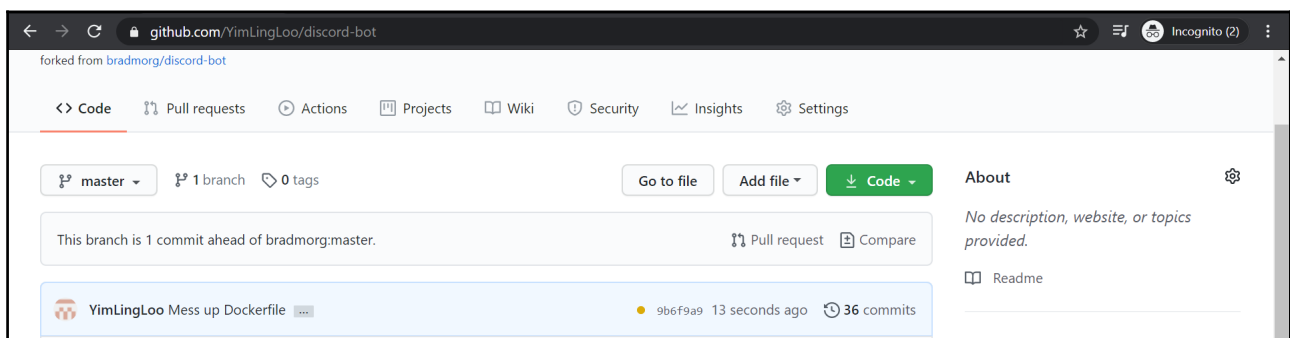 github.com/YimLingLoo/discord-bot Incognito (2)
forked from bradmorg/discord-bot
<> Code Pull requests Actions Projects Wiki Security Insights Settings
master 1 branch 0 tags Go to file Add file Code
About
No description, website, or topics
provided.
This branch is 1 commit ahead of bradmorg:master. Pull request Compare
Readme
YimLingLoo Mess up Dockerfile ... 9b6f9a9 13 seconds ago 36 commits